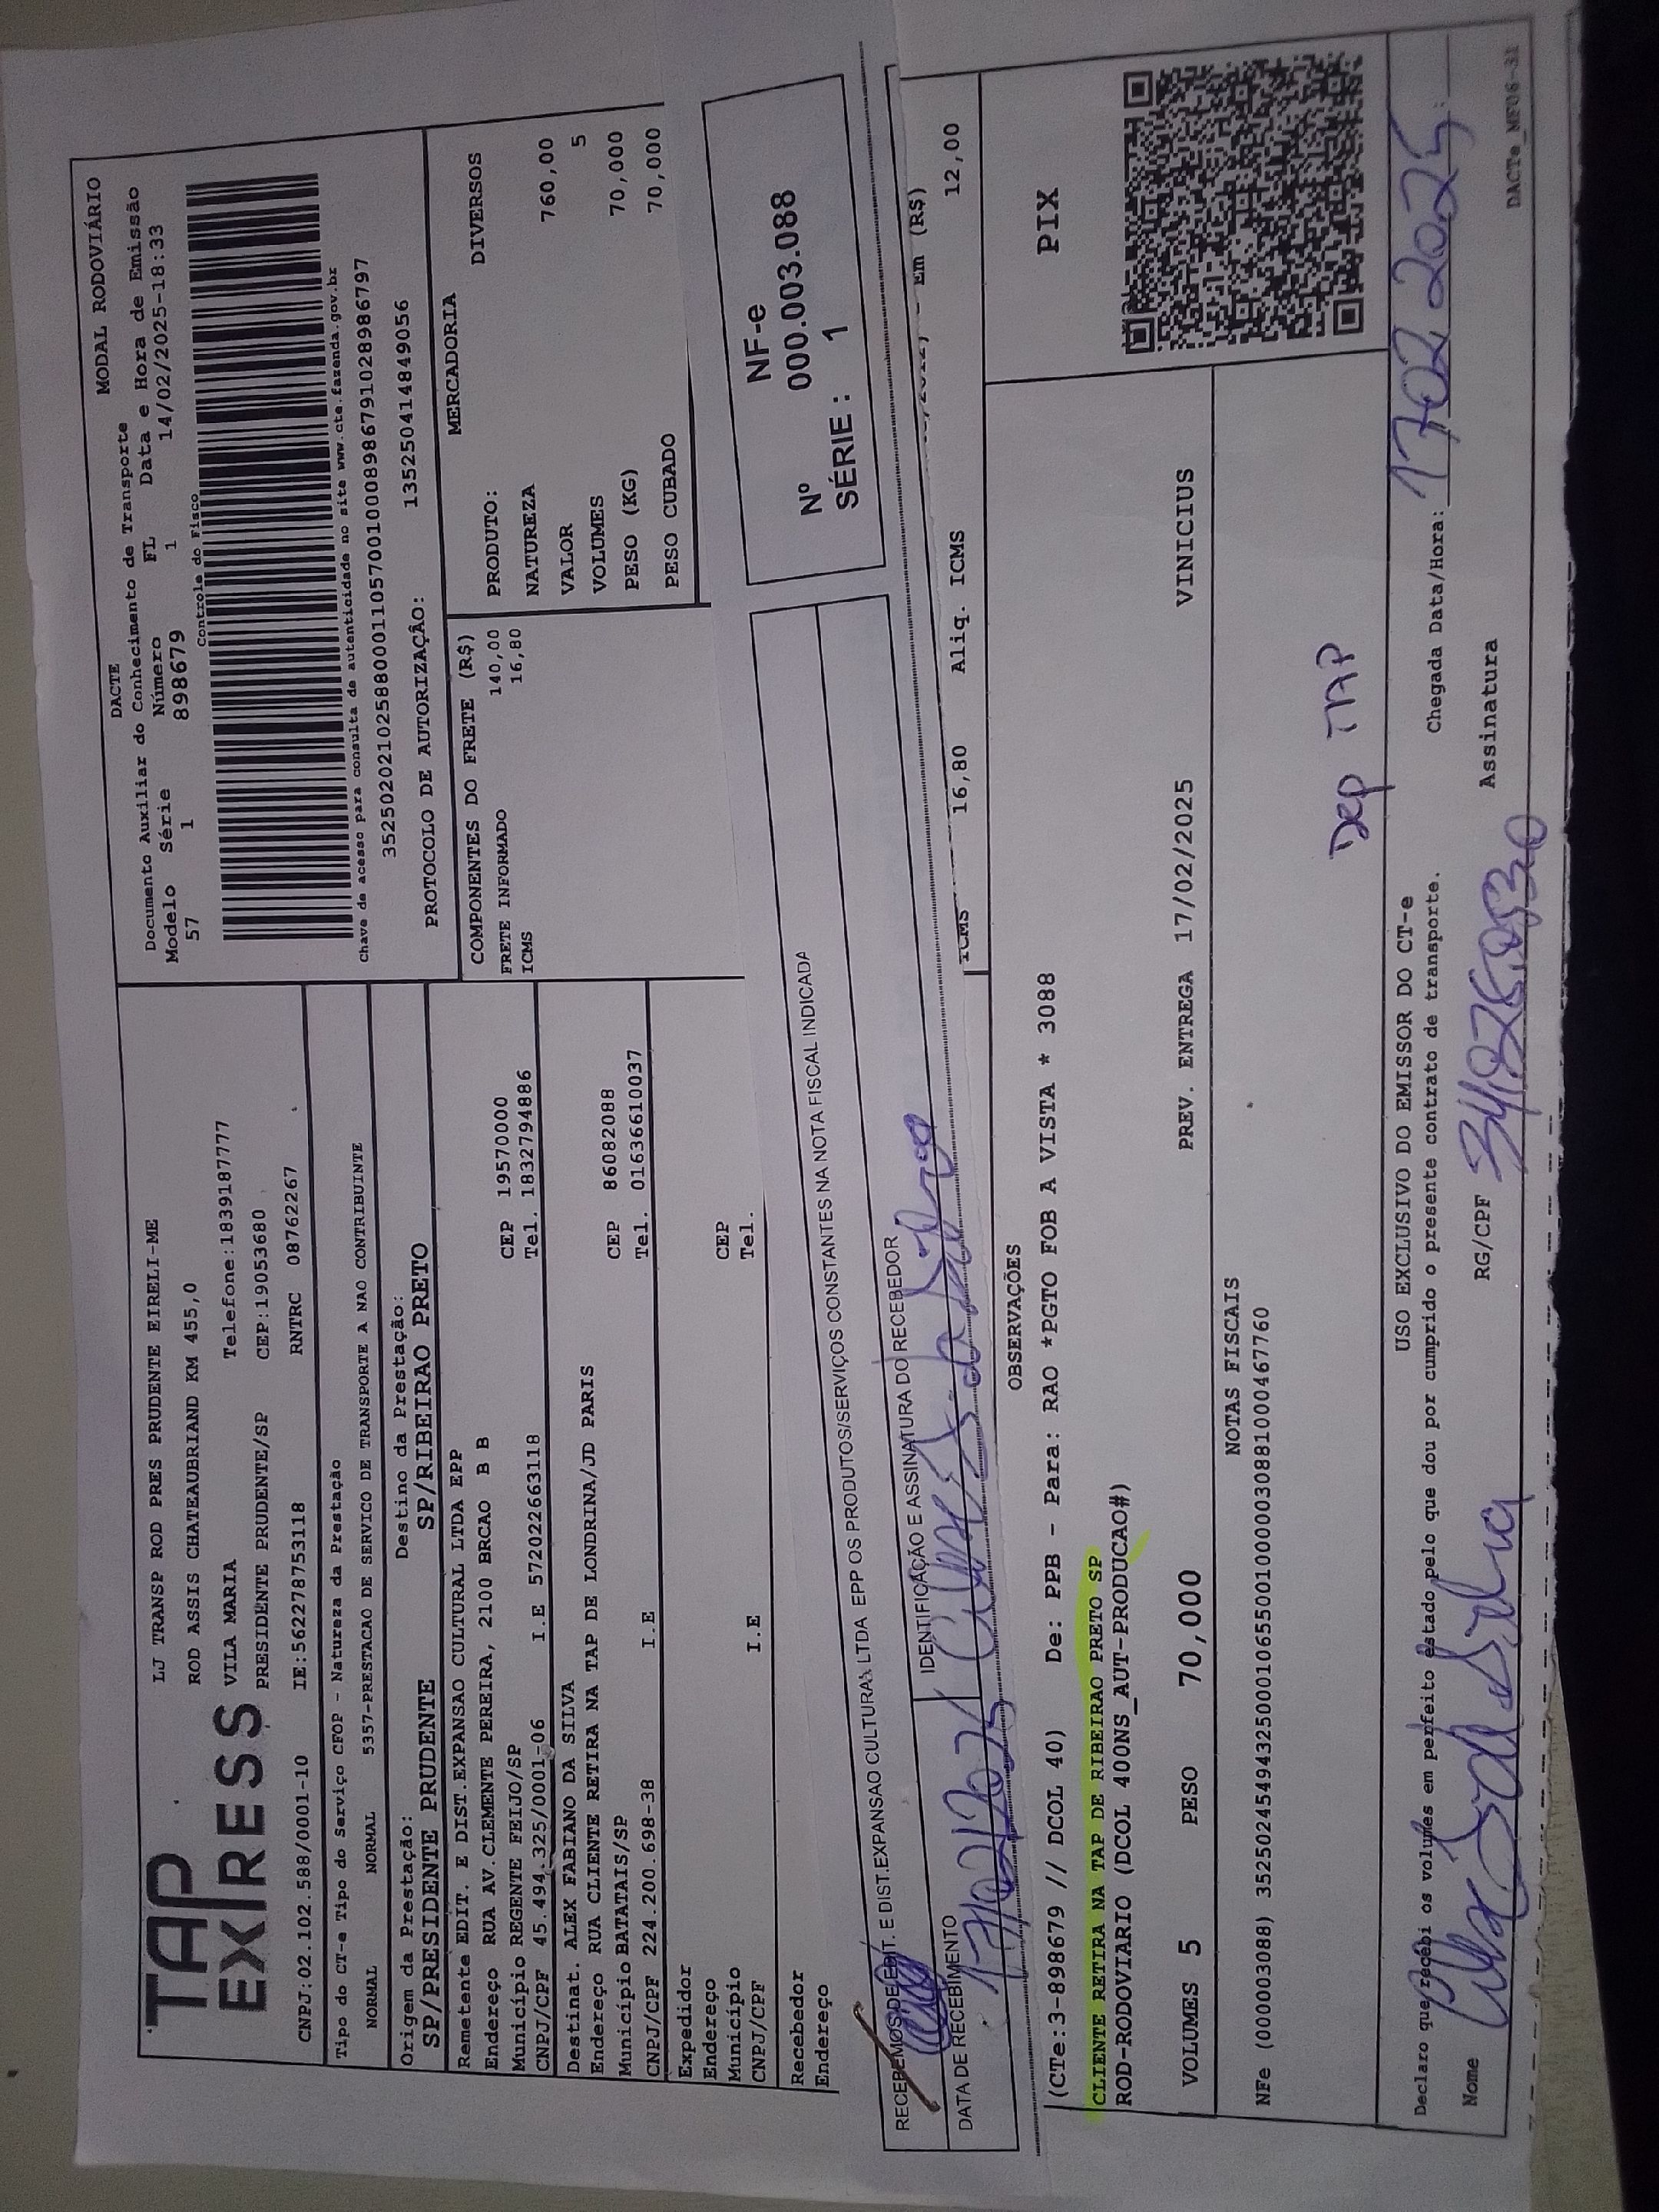 TAP
EXPRESS
LJ TRANSP ROD PRES PRUDENTE EIRELI-ME
ROD ASSIS CHATEAUBRIAND KM 455,0
VILA MARIA Telefone:1839187777
PRESIDENTE PRUDENTE/SP CEP:19053680
CNPJ:02.102.588/0001-10 IE:562278753118 RNTRC 08762267
Tipo do CT-e Tipo do Serviço CFOP - Natureza da Prestação
NORMAL NORMAL 5357-PRESTACAO DE SERVICO DE TRANSPORTE A NAO CONTRIBUINTE
Origem da Prestação: Destino da Prestação:
SP/PRESIDENTE PRUDENTE SP/RIBEIRAO PRETO
DACTE MODAL RODOVIÁRIO
Documento Auxiliar do Conhecimento de Transporte
Modelo Série Número FL Data e Hora de Emissão
57 1 898679 1 14/02/2025-18:33
Controle do Fisco
Chave de acesso para consulta de autenticidade no site www.cte.fazenda.gov.br
35250202102588000110570010008986791028986797
PROTOCOLO DE AUTORIZAÇÃO: 135250414849056
Remetente EDIT. E DIST.EXPANSAO CULTURAL LTDA EPP
Endereço RUA AV.CLEMENTE PEREIRA, 2100 BRCAO B B
Município REGENTE FEIJO/SP CEP 19570000
CNPJ/CPF 45.494.325/0001-06 I.E 572022663118 Tel. 1832794886
Destinat. ALEX FABIANO DA SILVA
Endereço RUA CLIENTE RETIRA NA TAP DE LONDRINA/JD PARIS
Município BATATAIS/SP CEP 86082088
CNPJ/CPF 224.200.698-38 I.E Tel. 01636610037
Expedidor
Endereço
Município CEP
CNPJ/CPF I.E Tel.
Recebedor
Endereço
COMPONENTES DO FRETE (R$)
FRETE INFORMADO 140,00
ICMS 16,80
MERCADORIA
PRODUTO: DIVERSOS
NATUREZA
VALOR 760,00
VOLUMES 5
PESO (KG) 70,000
PESO CUBADO 70,000
RECEBEMOS DE EDIT. E DIST.EXPANSAO CULTURAL LTDA EPP OS PRODUTOS/SERVIÇOS CONSTANTES NA NOTA FISCAL INDICADA
DATA DE RECEBIMENTO IDENTIFICAÇÃO E ASSINATURA DO RECEBEDOR
17/02/2025
NF-e
Nº 000.003.088
SÉRIE : 1
Em (R$)
ICMS 16,80 Aliq. ICMS 12,00
OBSERVAÇÕES
(CTe:3-898679 // DCOL 40) De: PPB - Para: RAO *PGTO FOB A VISTA * 3088
CLIENTE RETIRA NA TAP DE RIBEIRAO PRETO SP
ROD-RODOVIARIO (DCOL 400NS_AUT-PRODUCAO#)
VOLUMES 5 PESO 70,000 PREV. ENTREGA 17/02/2025 VINICIUS
PIX
NOTAS FISCAIS
NFe (000003088) 35250245494325000106550010000030881000467760
Dep TAP
USO EXCLUSIVO DO EMISSOR DO CT-e
Declaro que recebi os volumes em perfeito estado pelo que dou por cumprido o presente contrato de transporte. Chegada Data/Hora: 17 02 2025 :
Nome RG/CPF Assinatura
DACTe_MF06-31